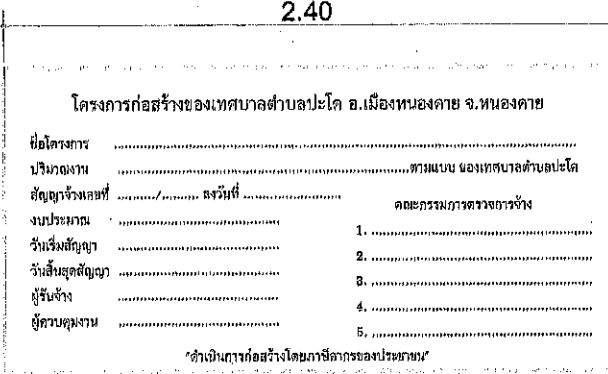 2.40
โครงการก่อสร้างของเทศบาลตำบลปะโค อ.เมืองหนองคาย จ.หนองคาย
ชื่อโครงการ ........................................
ปริมาณงาน ........................................ตามแบบ ของเทศบาลตำบลปะโค
สัญญาจ้างเลขที่ ........../......... ลงวันที่ ........................
งบประมาณ ........................................
วันเริ่มสัญญา ........................................
วันสิ้นสุดสัญญา ........................................
ผู้รับจ้าง ........................................
ผู้ควบคุมงาน ........................................
คณะกรรมการตรวจการจ้าง
1. ........................................
2. ........................................
3. ........................................
4. ........................................
5. ........................................
"ดำเนินการก่อสร้างโดยภาษีอากรของประชาชน"